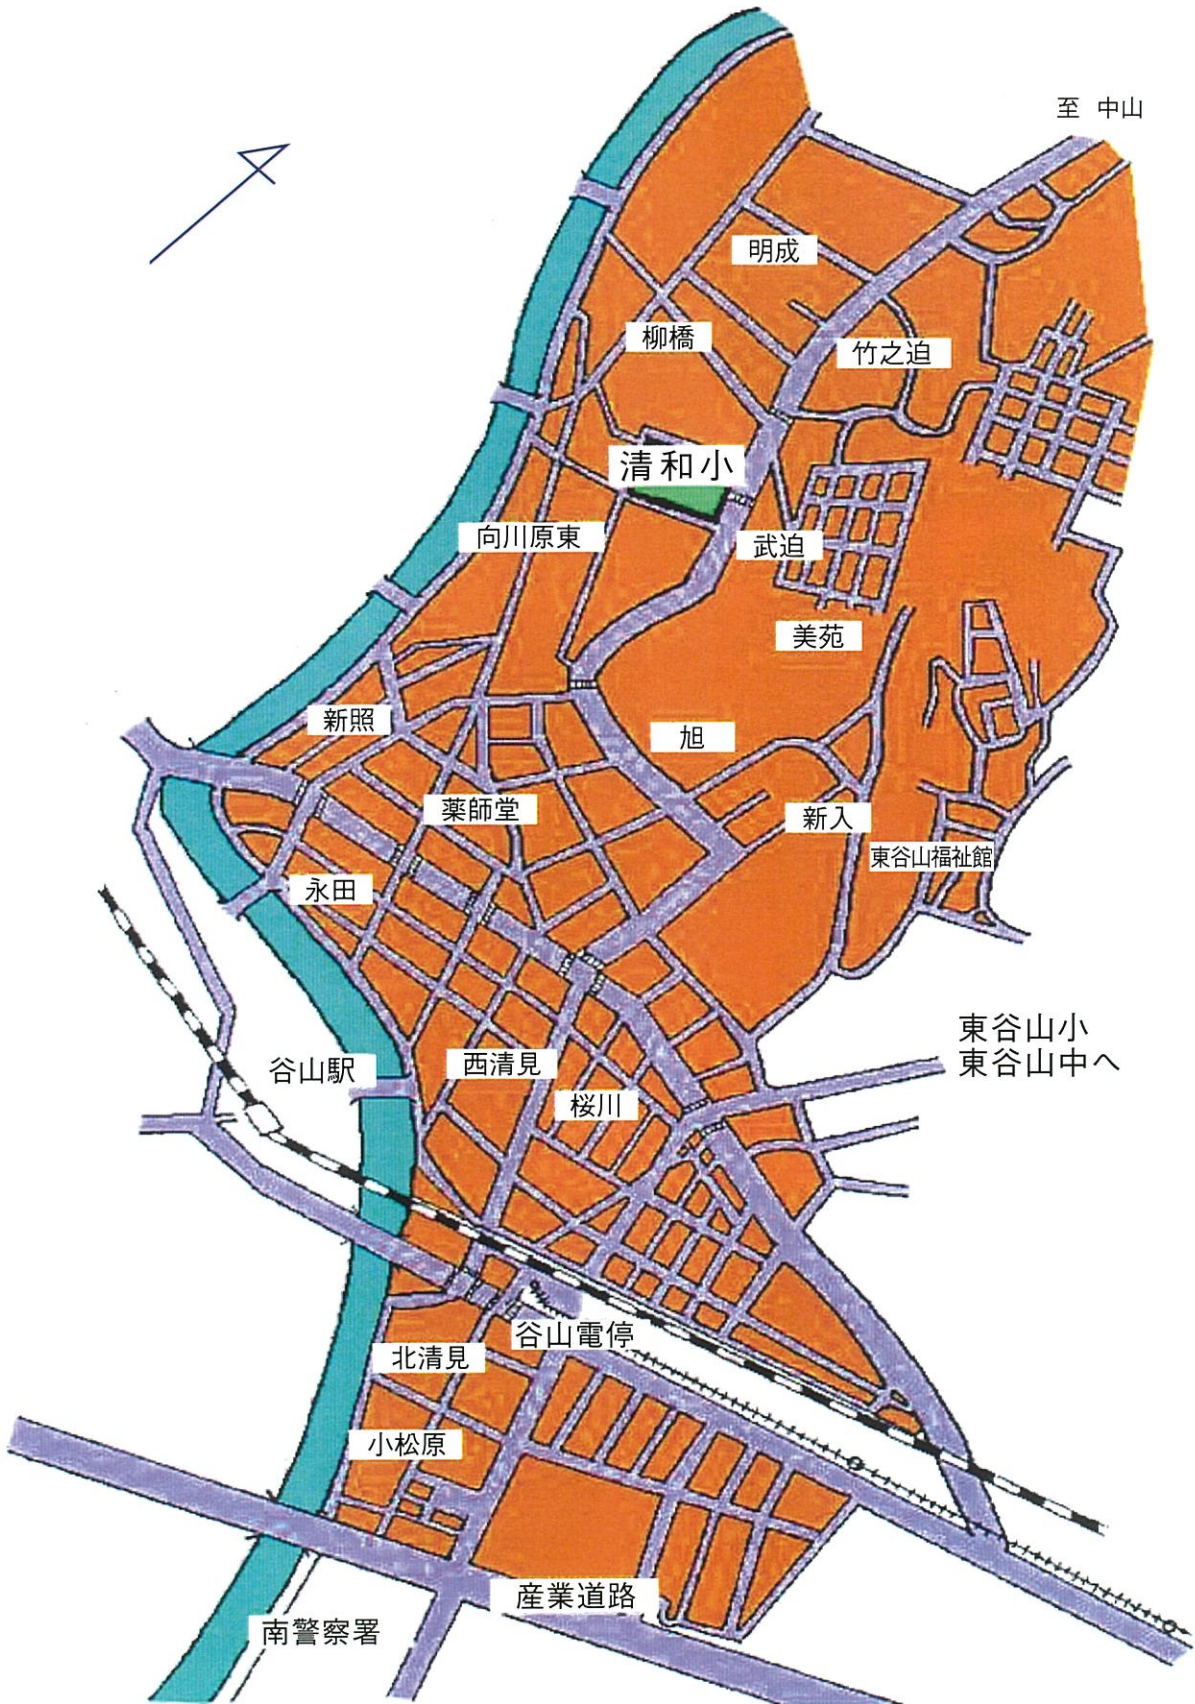 至 中山
明成
柳橋
竹之迫
清和小
向川原東
武迫
美苑
新照
旭
薬師堂
新入
東谷山福祉館
永田
東谷山小
東谷山中へ
谷山駅
西清見
桜川
谷山電停
北清見
小松原
産業道路
南警察署